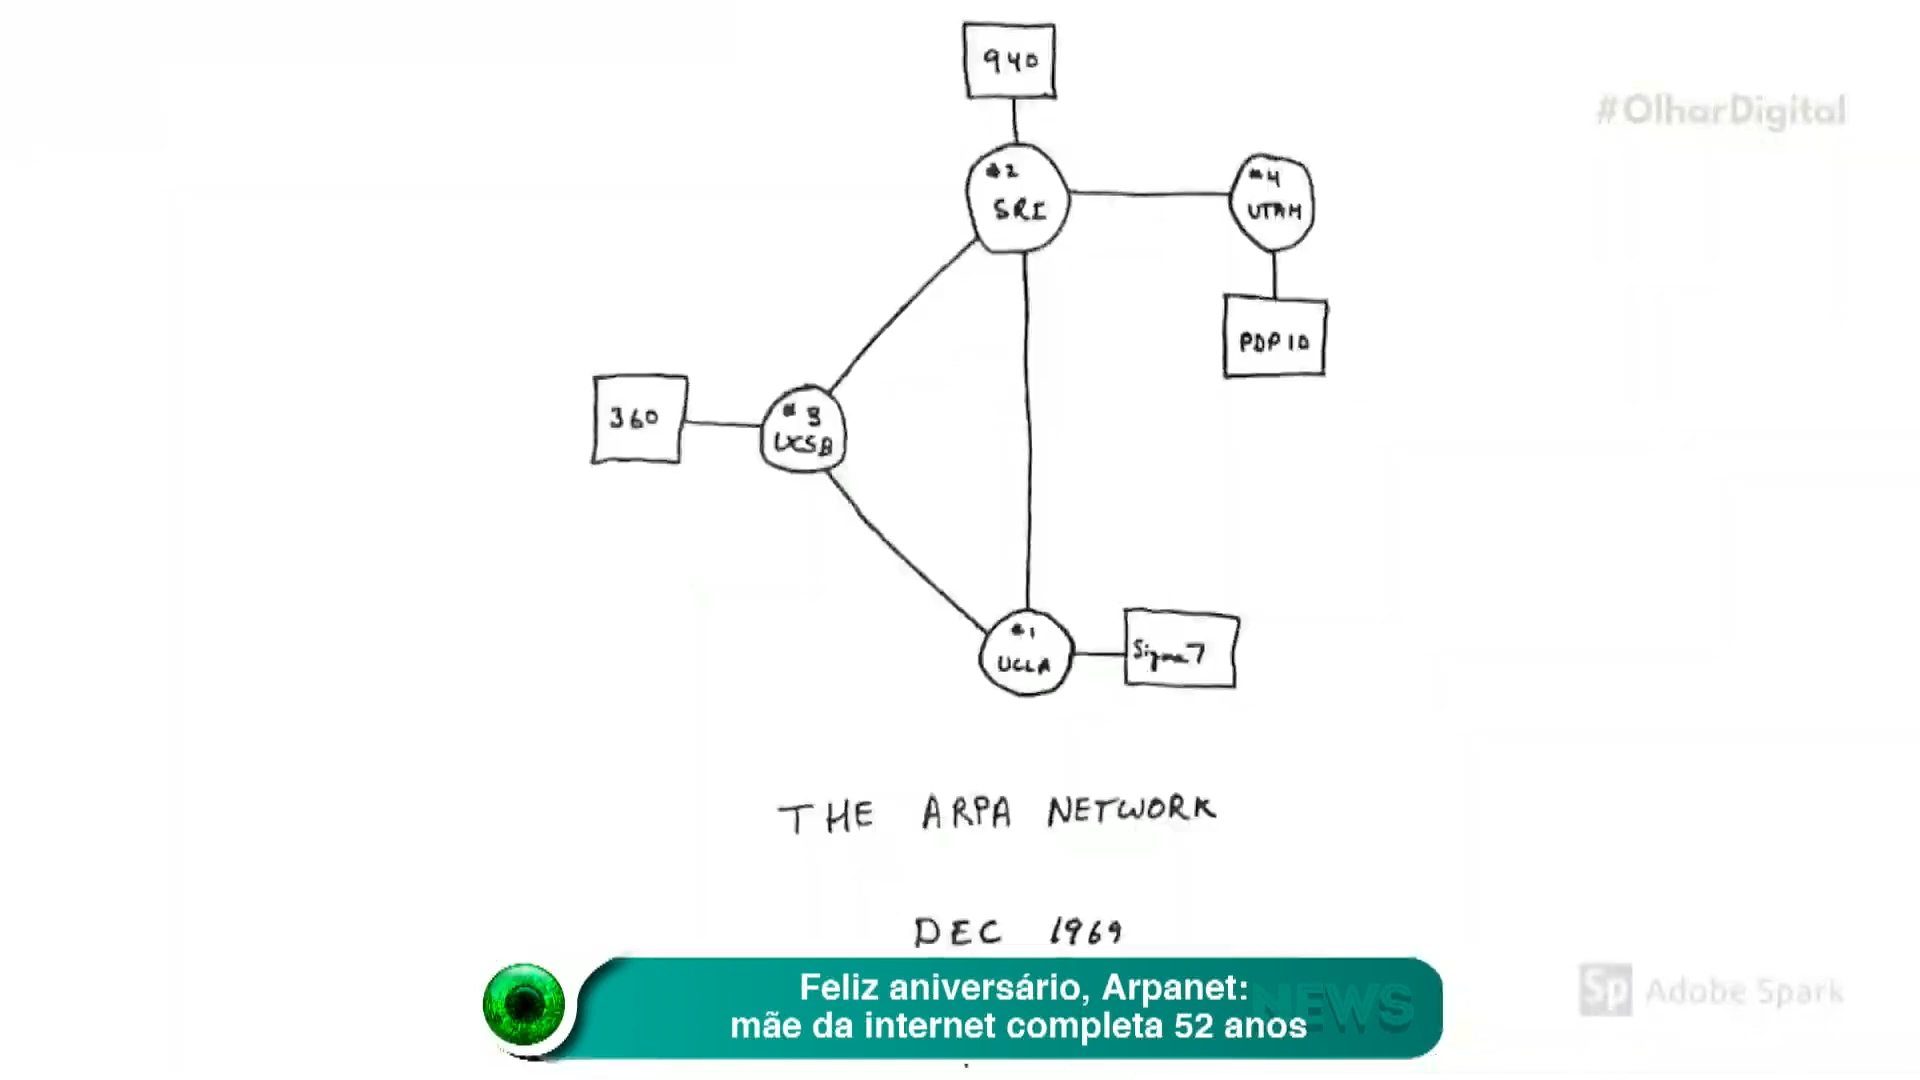 940
#OlharDigital
#2
SRI
#4
UTAH
PDP 10
360
#3
UCSB
#1
UCLA
Sigma 7
THE ARPA NETWORK
DEC 1969
Feliz aniversário, Arpanet:
mãe da internet completa 52 anos
NEWS
Sp Adobe Spark